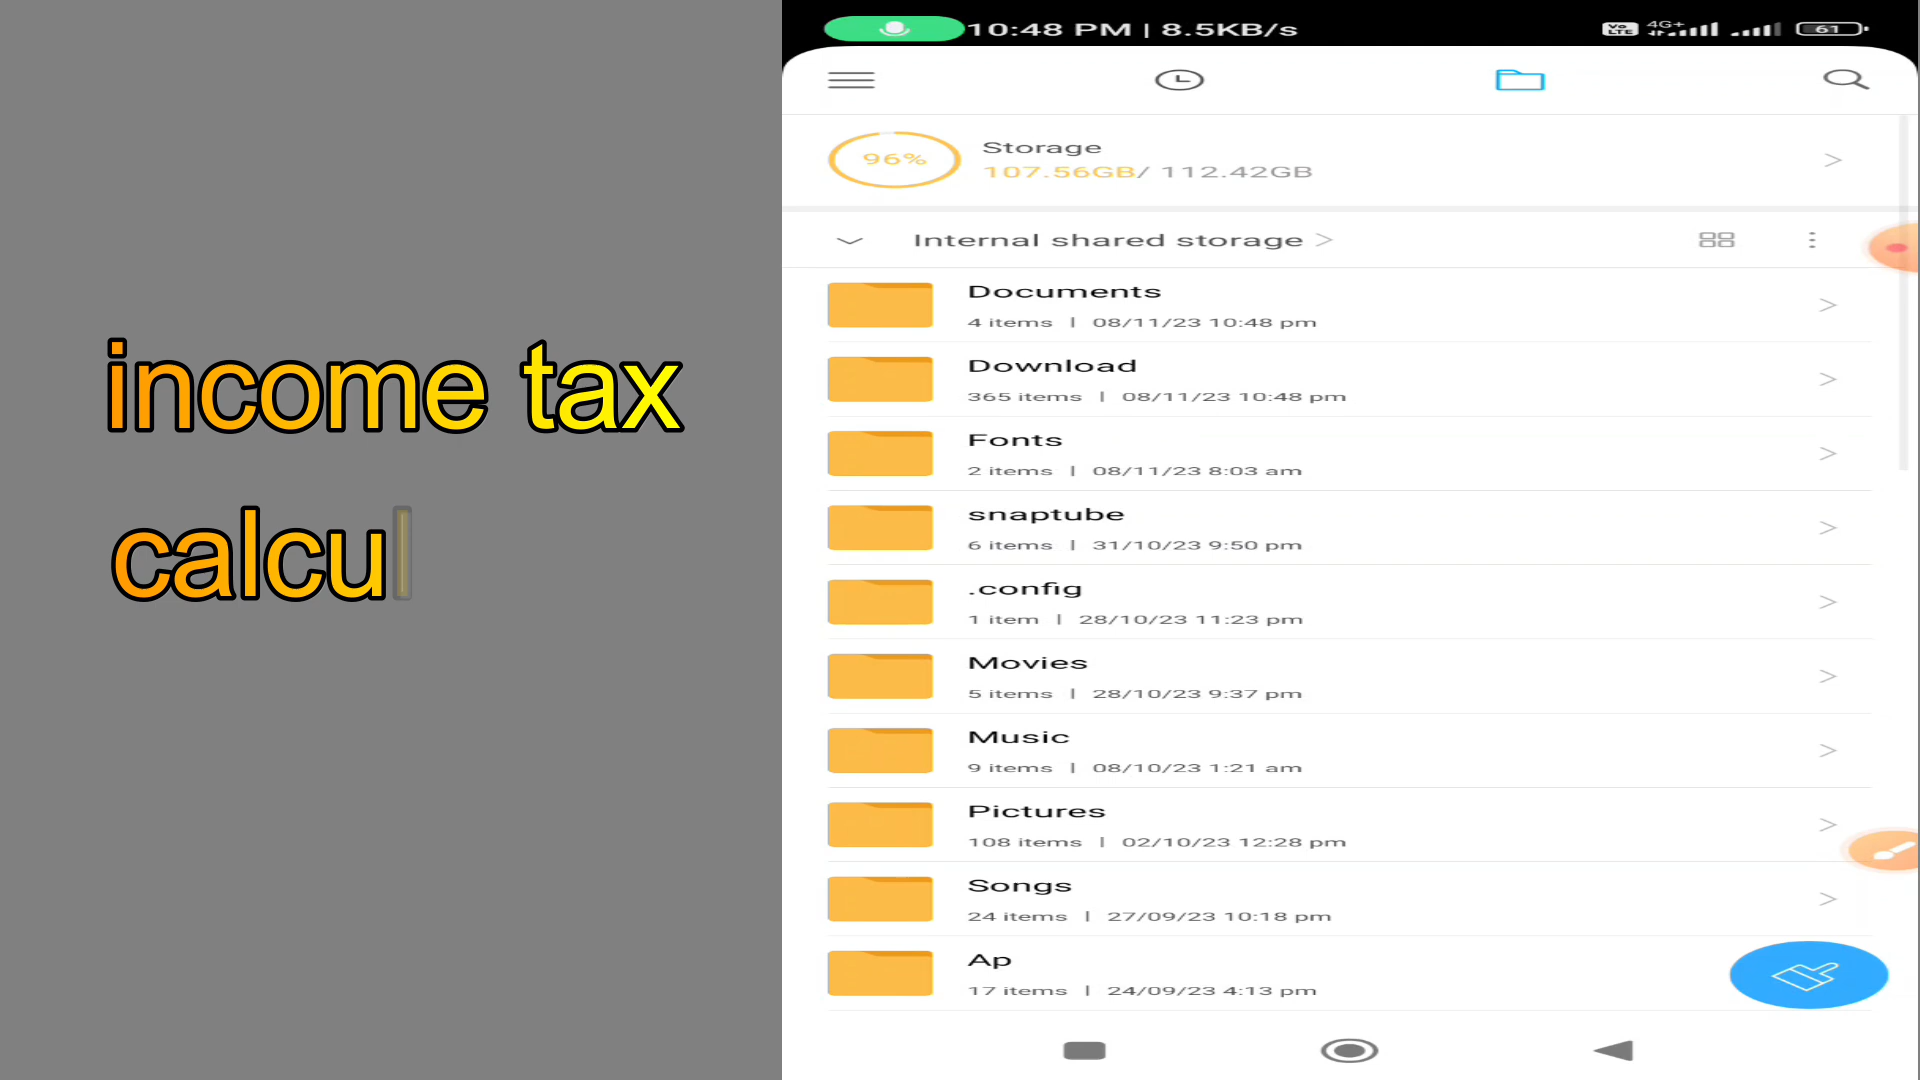 income tax
calcul
10:48 PM | 8.5KB/s
Vo LTE 4G+ 61
96%
Storage
107.56GB/ 112.42GB
Internal shared storage >
Documents
4 items | 08/11/23 10:48 pm
Download
365 items | 08/11/23 10:48 pm
Fonts
2 items | 08/11/23 8:03 am
snaptube
6 items | 31/10/23 9:50 pm
.config
1 item | 28/10/23 11:23 pm
Movies
5 items | 28/10/23 9:37 pm
Music
9 items | 08/10/23 1:21 am
Pictures
108 items | 02/10/23 12:28 pm
Songs
24 items | 27/09/23 10:18 pm
Ap
17 items | 24/09/23 4:13 pm